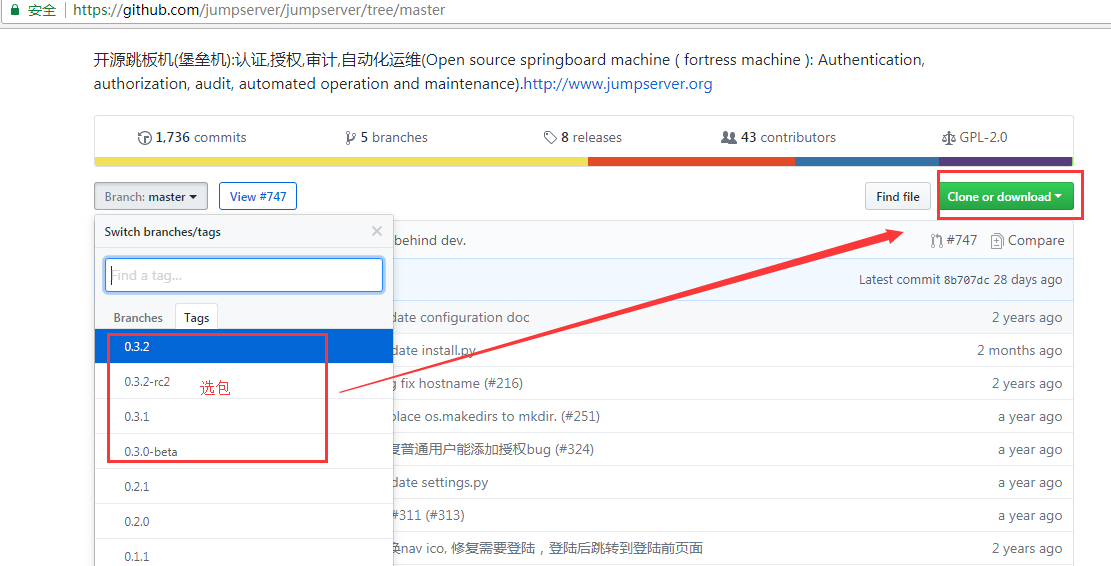 安全 https://github.com/jumpserver/jumpserver/tree/master
开源跳板机(堡垒机):认证,授权,审计,自动化运维(Open source springboard machine ( fortress machine ): Authentication,
authorization, audit, automated operation and maintenance).http://www.jumpserver.org
1,736 commits 5 branches 8 releases 43 contributors GPL-2.0
Branch: master View #747 Find file Clone or download
Switch branches/tags
behind dev. #747 Compare
Find a tag...
Latest commit 8b707dc 28 days ago
Branches Tags
date configuration doc 2 years ago
0.3.2
date install.py 2 months ago
0.3.2-rc2
选包
g fix hostname (#216) 2 years ago
0.3.1
place os.makedirs to mkdir. (#251) a year ago
0.3.0-beta
复普通用户能添加授权bug (#324) a year ago
0.2.1
date settings.py a year ago
0.2.0
#311 (#313) a year ago
0.1.1
换nav ico, 修复需要登陆，登陆后跳转到登陆前页面 2 years ago